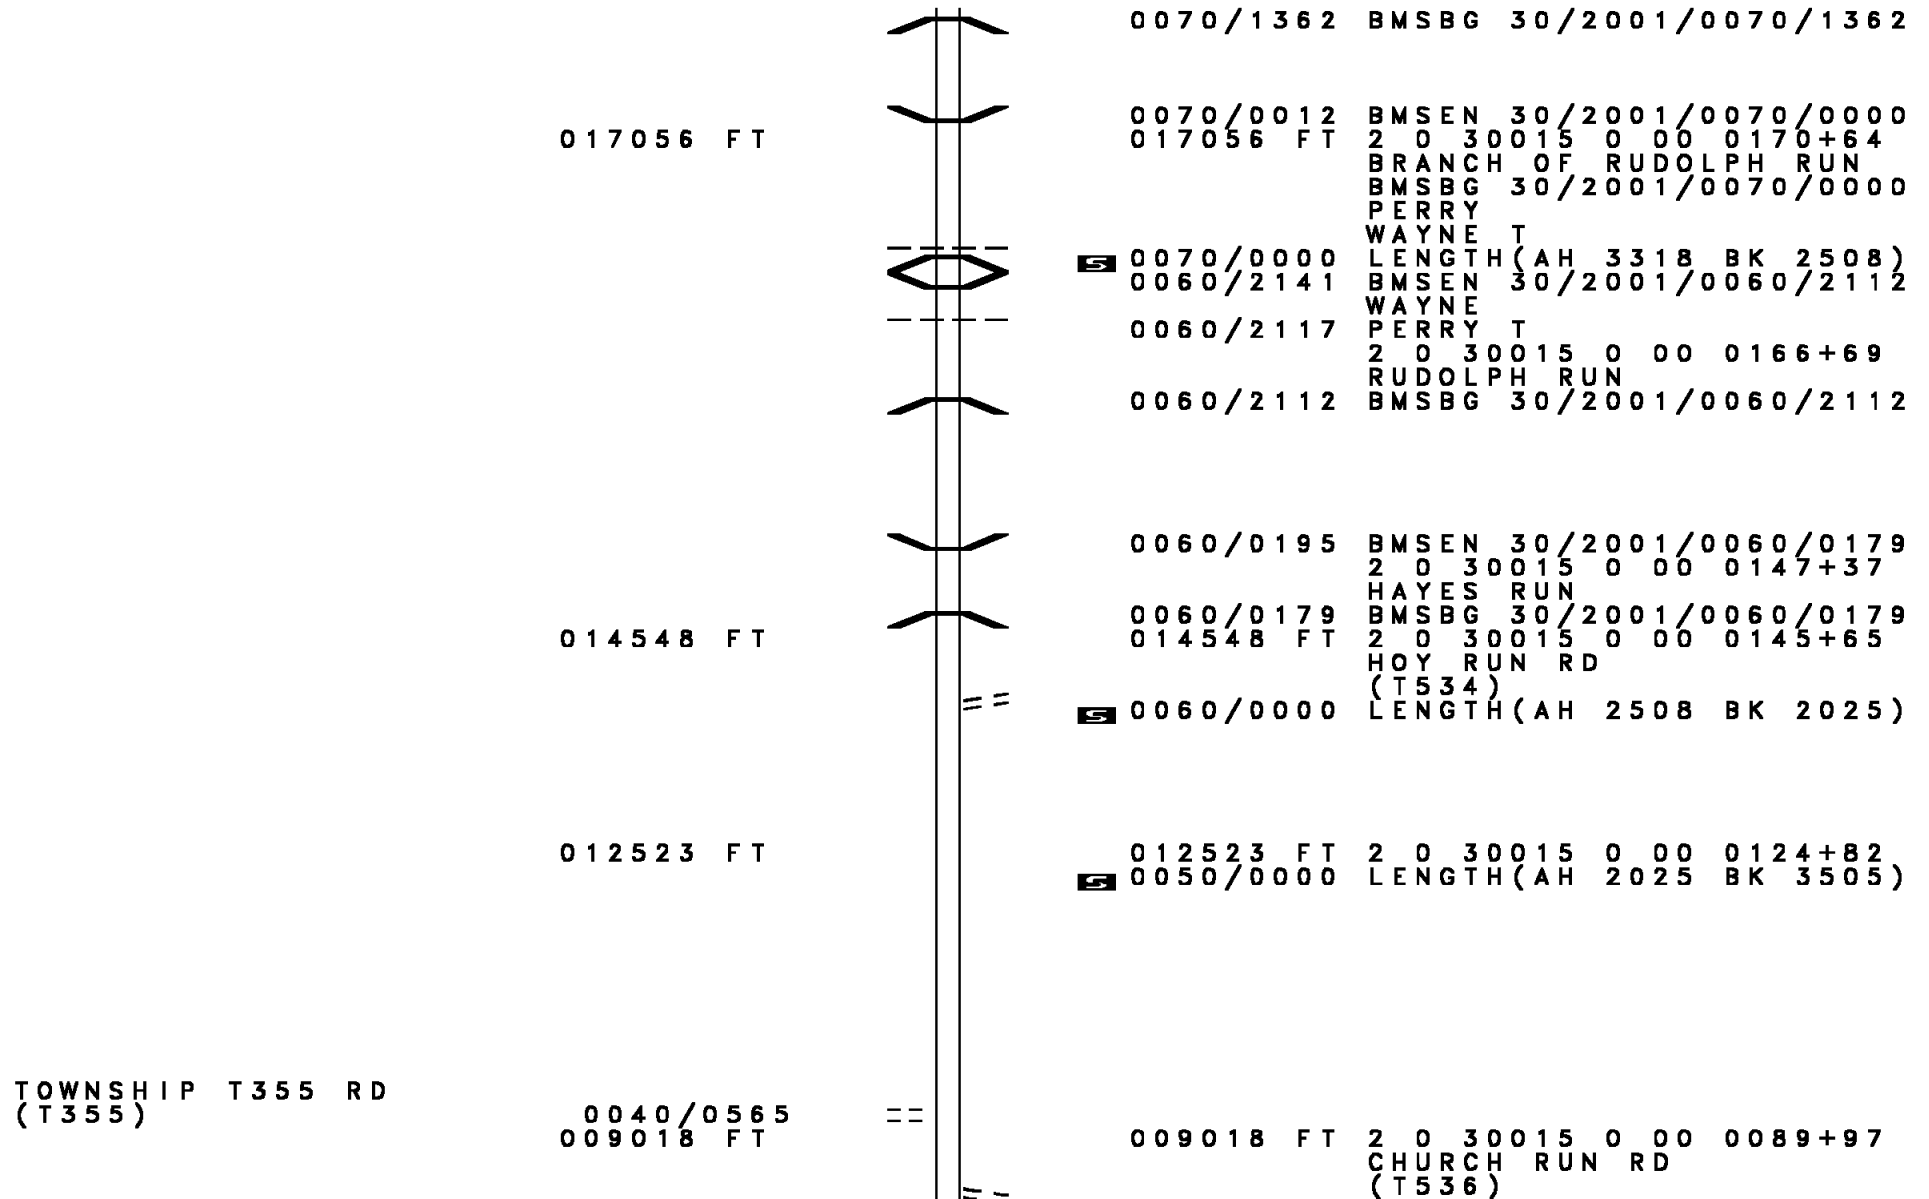 0070/1362 BMSBG 30/2001/0070/1362
0070/0012 BMSEN 30/2001/0070/0000
017056 FT 017056 FT 2 0 30015 0 00 0170+64
BRANCH OF RUDOLPH RUN
BMSBG 30/2001/0070/0000
PERRY
WAYNE T
S 0070/0000 LENGTH(AH 3318 BK 2508)
0060/2141 BMSEN 30/2001/0060/2112
WAYNE
0060/2117 PERRY T
2 0 30015 0 00 0166+69
RUDOLPH RUN
0060/2112 BMSBG 30/2001/0060/2112
0060/0195 BMSEN 30/2001/0060/0179
2 0 30015 0 00 0147+37
HAYES RUN
0060/0179 BMSBG 30/2001/0060/0179
014548 FT 014548 FT 2 0 30015 0 00 0145+65
HOY RUN RD
(T534)
S 0060/0000 LENGTH(AH 2508 BK 2025)
012523 FT 012523 FT 2 0 30015 0 00 0124+82
S 0050/0000 LENGTH(AH 2025 BK 3505)
TOWNSHIP T355 RD
(T355) 0040/0565
009018 FT 009018 FT 2 0 30015 0 00 0089+97
CHURCH RUN RD
(T536)